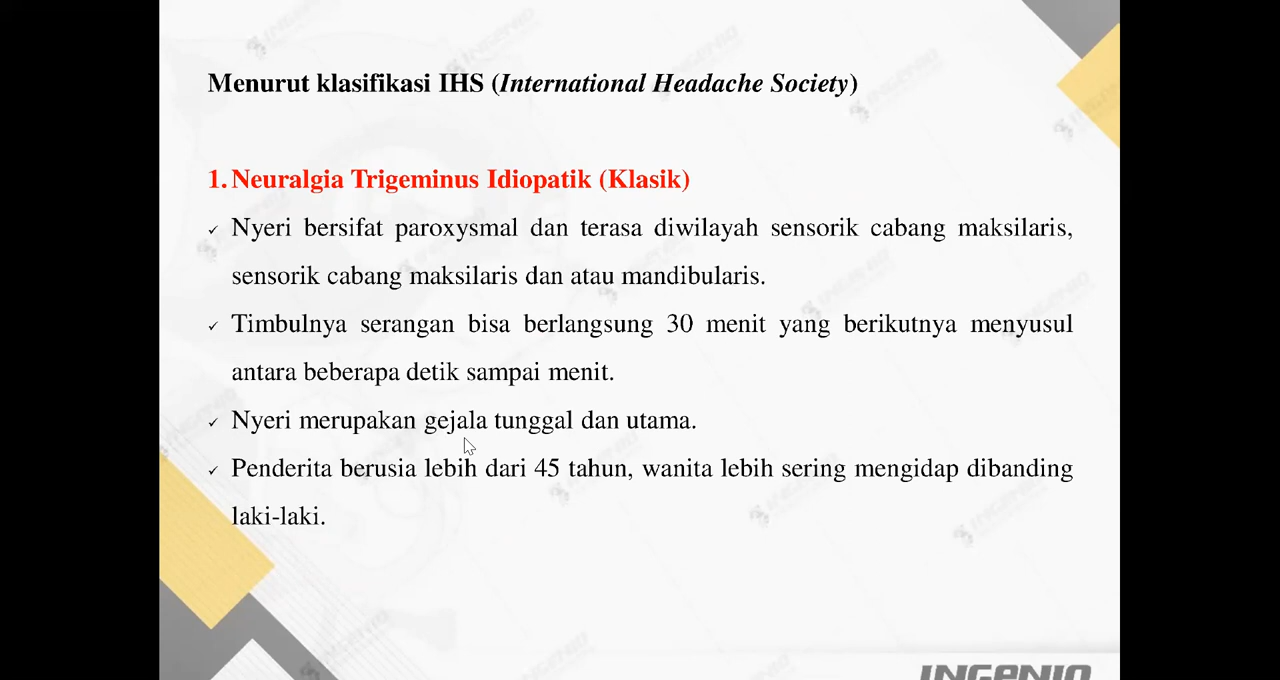 Menurut klasifikasi IHS (International Headache Society)
1. Neuralgia Trigeminus Idiopatik (Klasik)
✓ Nyeri bersifat paroxysmal dan terasa diwilayah sensorik cabang maksilaris,
sensorik cabang maksilaris dan atau mandibularis.
✓ Timbulnya serangan bisa berlangsung 30 menit yang berikutnya menyusul
antara beberapa detik sampai menit.
✓ Nyeri merupakan gejala tunggal dan utama.
✓ Penderita berusia lebih dari 45 tahun, wanita lebih sering mengidap dibanding
laki-laki.
INGENIO